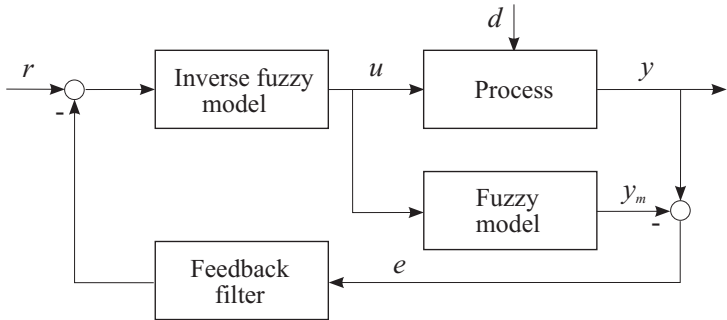 d
r
Inverse fuzzy
model
u
Process
y
-
Fuzzy
model
y_m
-
Feedback
filter
e